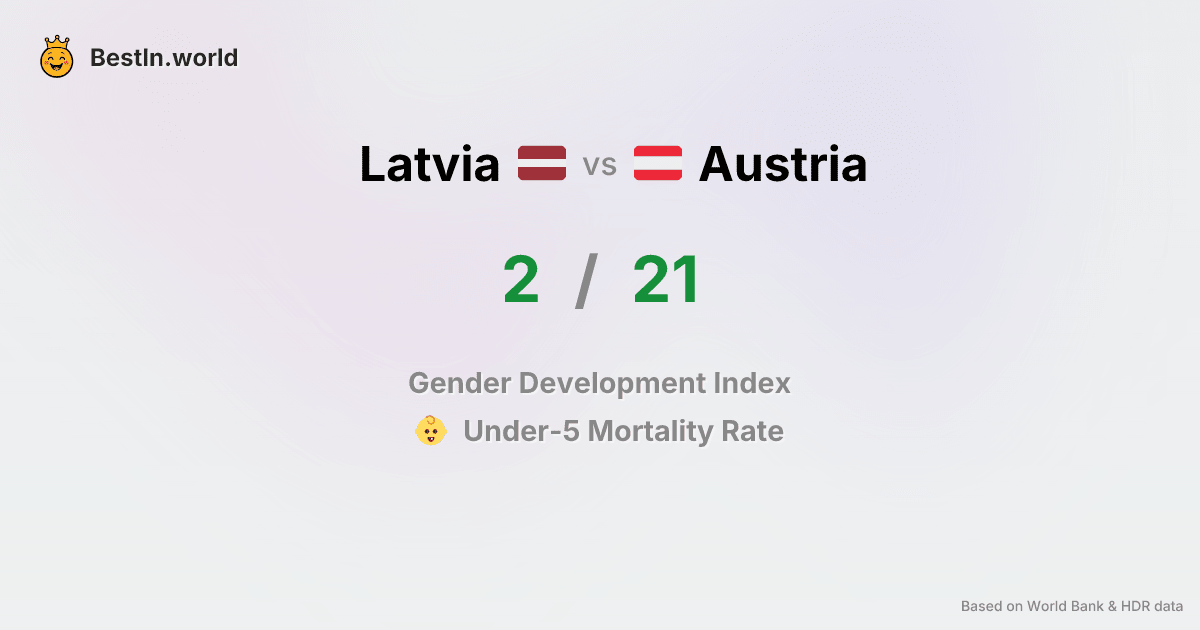 BestIn.world
Latvia vs Austria
2 / 21
Gender Development Index
Under-5 Mortality Rate
Based on World Bank & HDR data